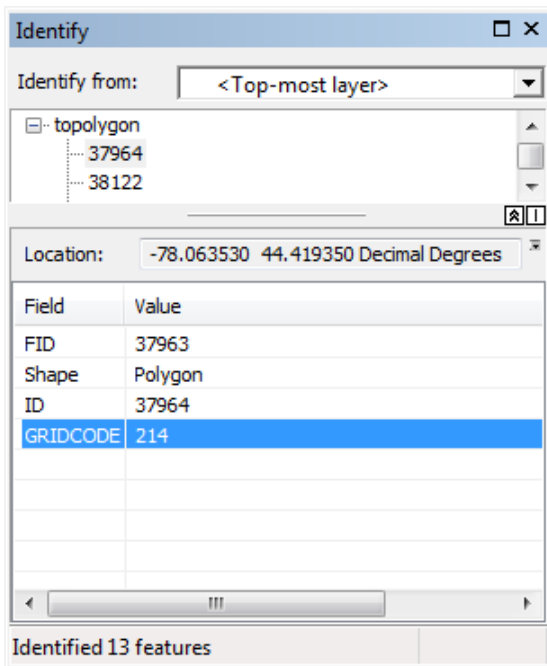 Identify
Identify from: <Top-most layer>
topolygon
37964
38122
Location: -78.063530 44.419350 Decimal Degrees
Field Value
FID 37963
Shape Polygon
ID 37964
GRIDCODE 214
Identified 13 features